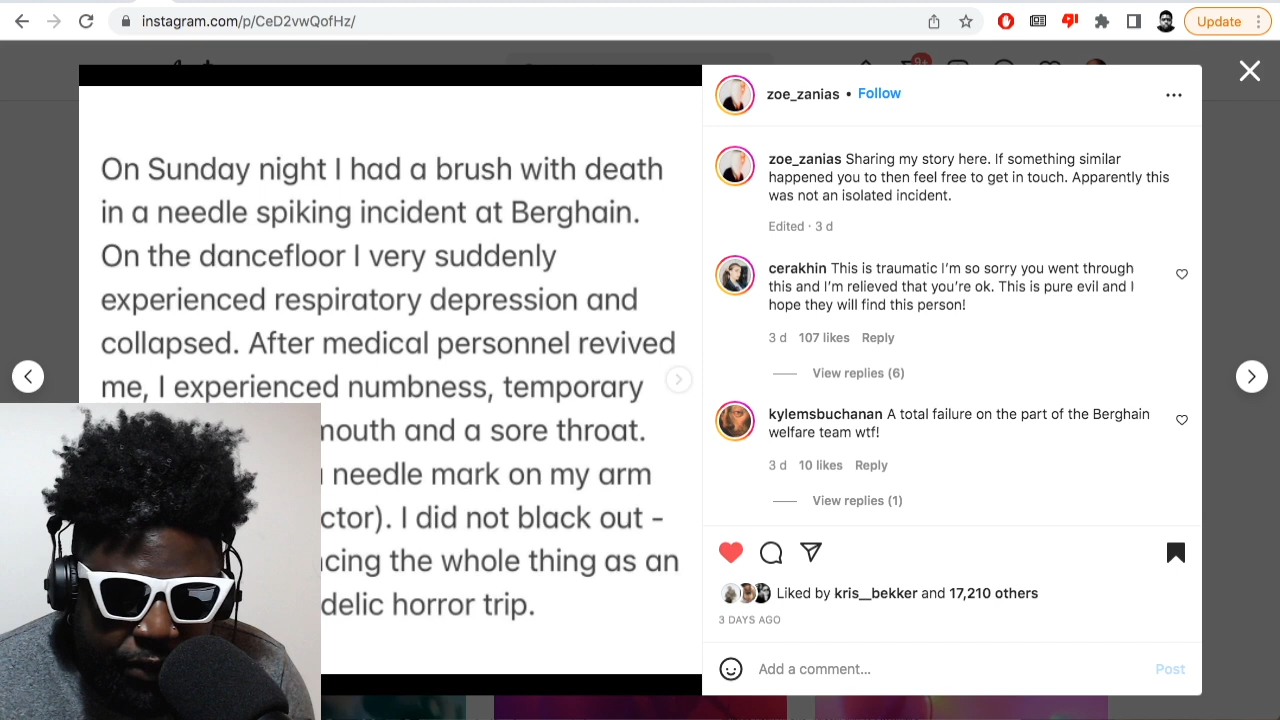 instagram.com/p/CeD2vwQofHz/
Update
9+
On Sunday night I had a brush with death
in a needle spiking incident at Berghain.
On the dancefloor I very suddenly
experienced respiratory depression and
collapsed. After medical personnel revived
me, I experienced numbness, temporary
mouth and a sore throat.
needle mark on my arm
ctor). I did not black out -
ncing the whole thing as an
delic horror trip.
zoe_zanias • Follow
zoe_zanias Sharing my story here. If something similar
happened you to then feel free to get in touch. Apparently this
was not an isolated incident.
Edited · 3 d
cerakhin This is traumatic I'm so sorry you went through
this and I'm relieved that you're ok. This is pure evil and I
hope they will find this person!
3 d 107 likes Reply
View replies (6)
kylemsbuchanan A total failure on the part of the Berghain
welfare team wtf!
3 d 10 likes Reply
View replies (1)
Liked by kris__bekker and 17,210 others
3 DAYS AGO
Add a comment...
Post